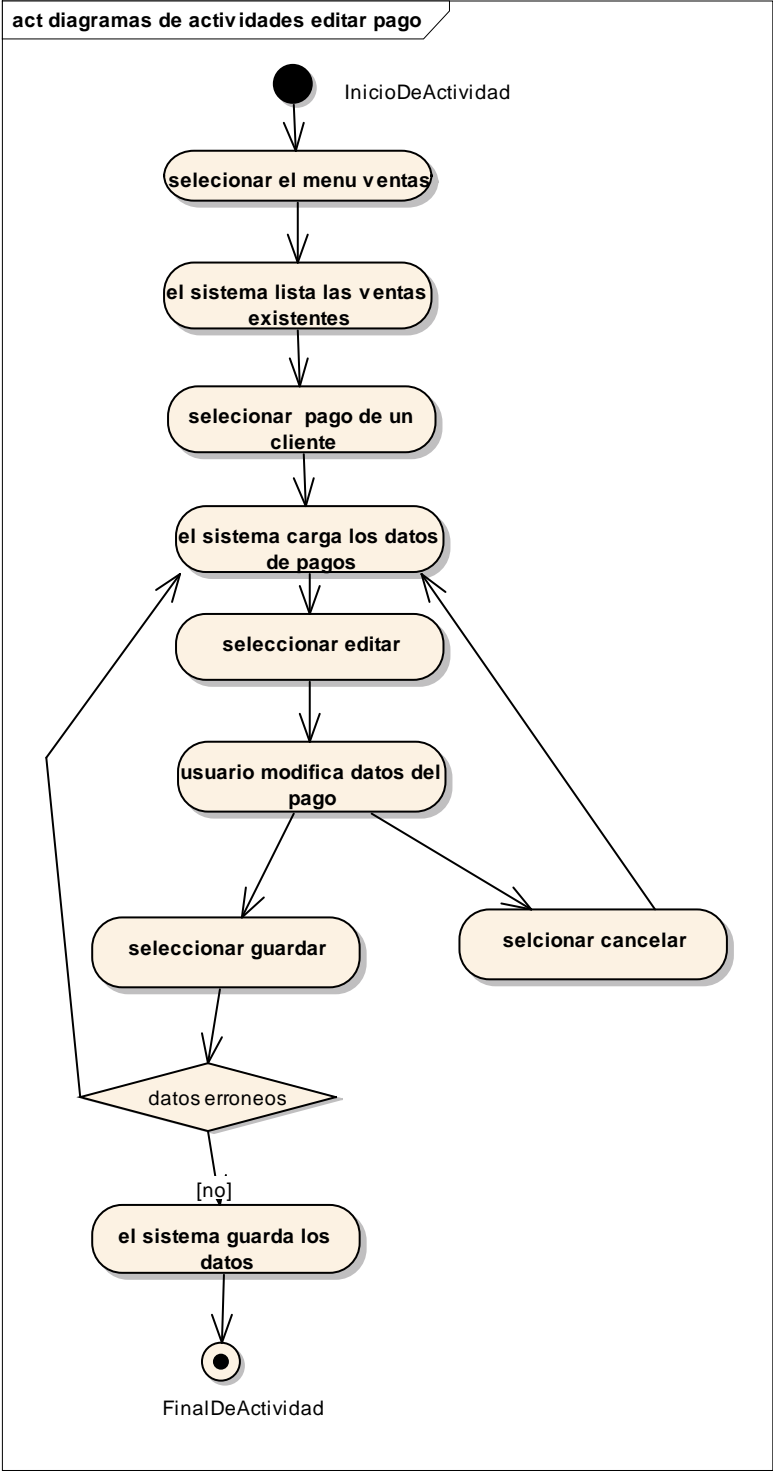 act diagramas de actividades editar pago
InicioDeActividad
selecionar el menu ventas
el sistema lista las ventas
existentes
selecionar pago de un
cliente
el sistema carga los datos
de pagos
seleccionar editar
usuario modifica datos del
pago
seleccionar guardar
selcionar cancelar
datos erroneos
[no]
el sistema guarda los
datos
FinalDeActividad